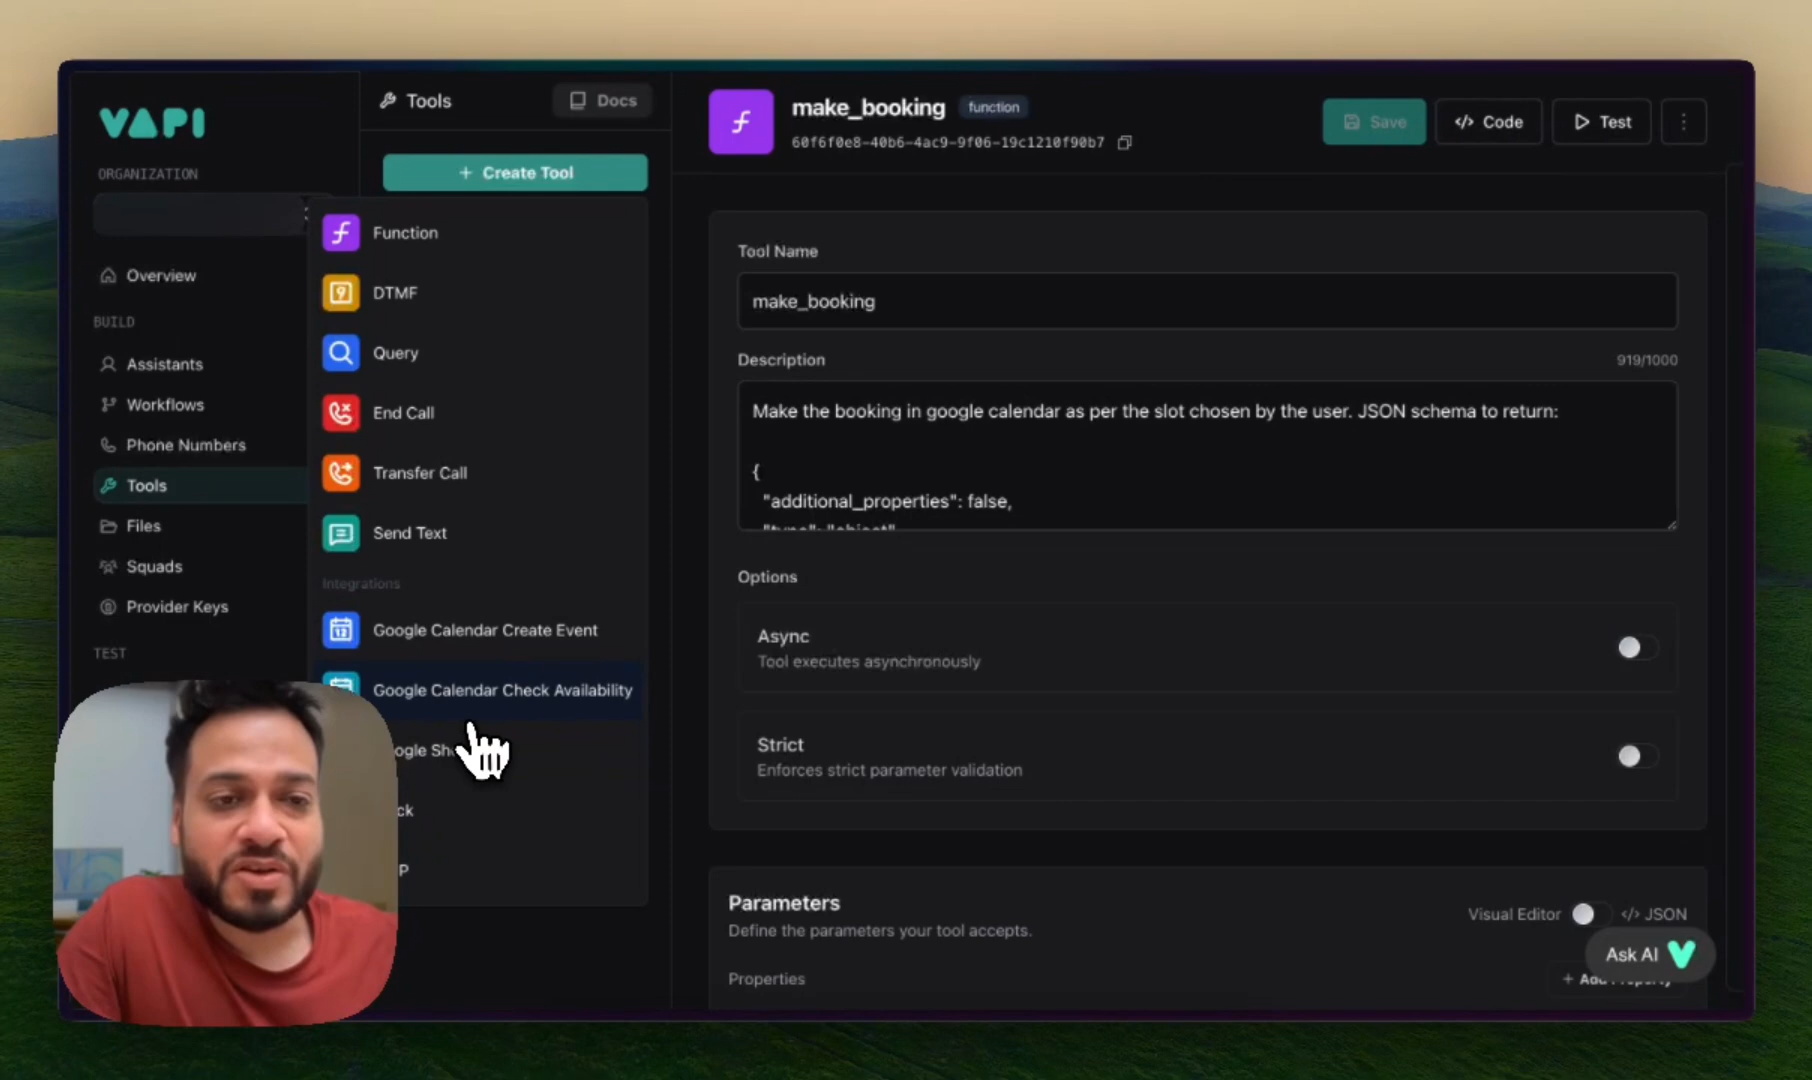 VAPI
ORGANIZATION
Overview
BUILD
Assistants
Workflows
Phone Numbers
Tools
Files
Squads
Provider Keys
TEST
Tools
Docs
+ Create Tool
Function
DTMF
Query
End Call
Transfer Call
Send Text
Integrations
Google Calendar Create Event
Google Calendar Check Availability
make_booking
function
60f6f0e8-40b6-4ac9-9f06-19c1210f90b7
Save
</> Code
Test
Tool Name
make_booking
Description
919/1000
Make the booking in google calendar as per the slot chosen by the user. JSON schema to return:
{
"additional_properties": false,
"type": "object"
Options
Async
Tool executes asynchronously
Strict
Enforces strict parameter validation
Parameters
Define the parameters your tool accepts.
Visual Editor
</> JSON
Ask AI
Properties
+ Add Property